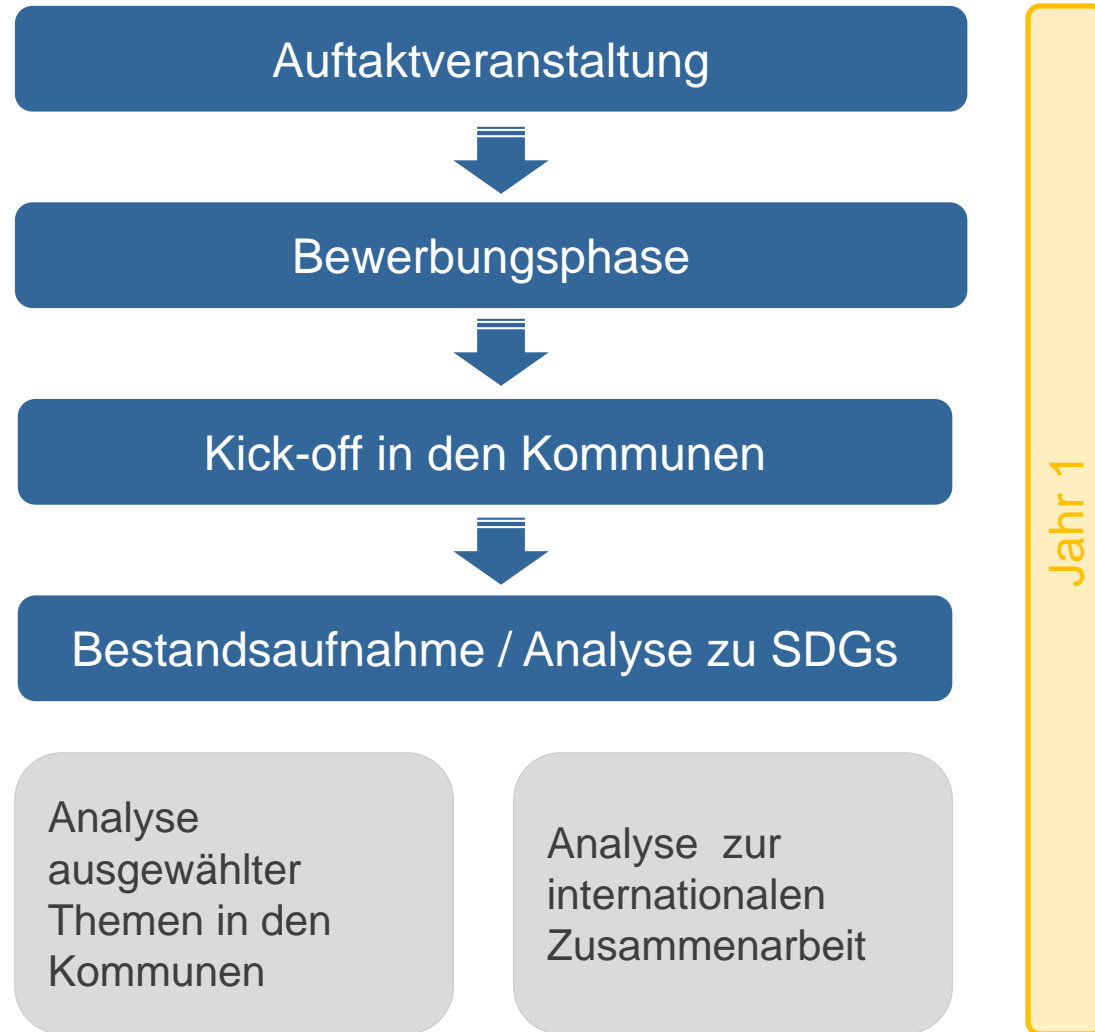 Auftaktveranstaltung
Bewerbungsphase
Kick-off in den Kommunen
Bestandsaufnahme / Analyse zu SDGs
Analyse
ausgewählter
Themen in den
Kommunen
Analyse zur
internationalen
Zusammenarbeit
Jahr 1